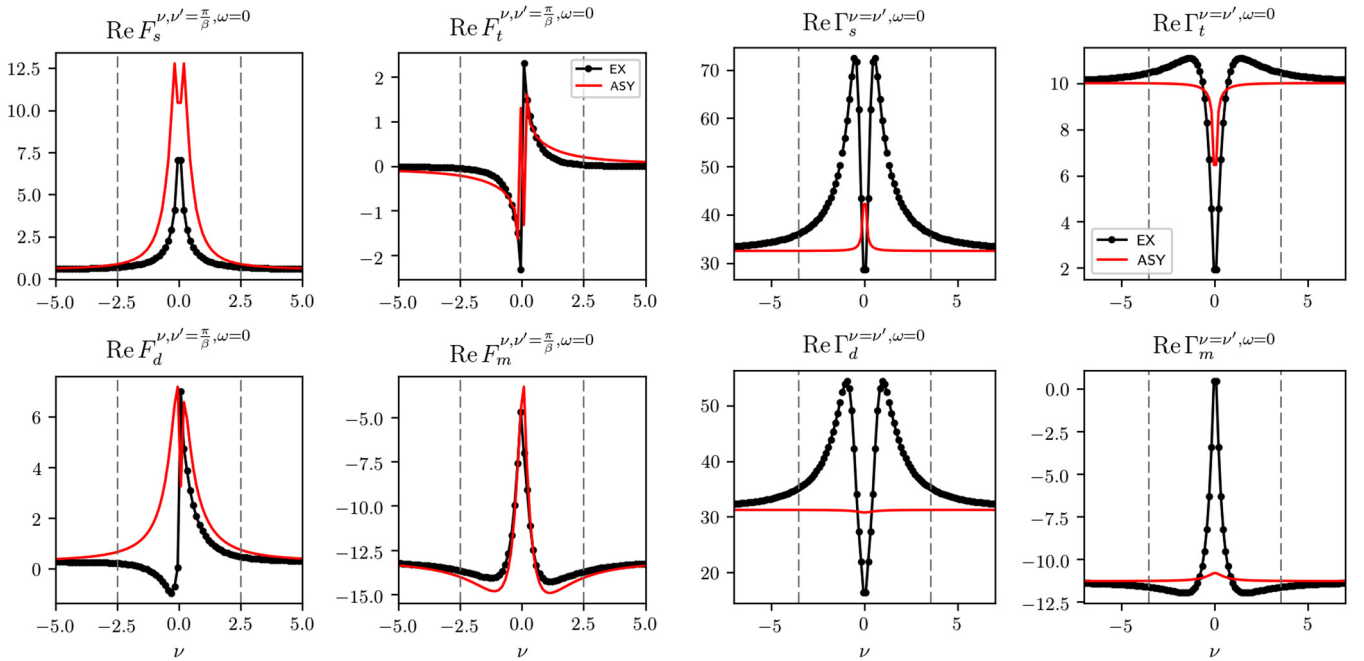 Re F_s^{ν,ν'=π/β,ω=0}
12.5
10.0
7.5
5.0
2.5
0.0
−5.0 −2.5 0.0 2.5 5.0
Re F_t^{ν,ν'=π/β,ω=0}
EX
ASY
2
1
0
−1
−2
−5.0 −2.5 0.0 2.5 5.0
Re Γ_s^{ν=ν',ω=0}
70
60
50
40
30
−5 0 5
Re Γ_t^{ν=ν',ω=0}
10
8
6
4
2
EX
ASY
−5 0 5
Re F_d^{ν,ν'=π/β,ω=0}
6
4
2
0
−5.0 −2.5 0.0 2.5 5.0
ν
Re F_m^{ν,ν'=π/β,ω=0}
−5.0
−7.5
−10.0
−12.5
−15.0
−5.0 −2.5 0.0 2.5 5.0
ν
Re Γ_d^{ν=ν',ω=0}
50
40
30
20
−5 0 5
ν
Re Γ_m^{ν=ν',ω=0}
0.0
−2.5
−5.0
−7.5
−10.0
−12.5
−5 0 5
ν